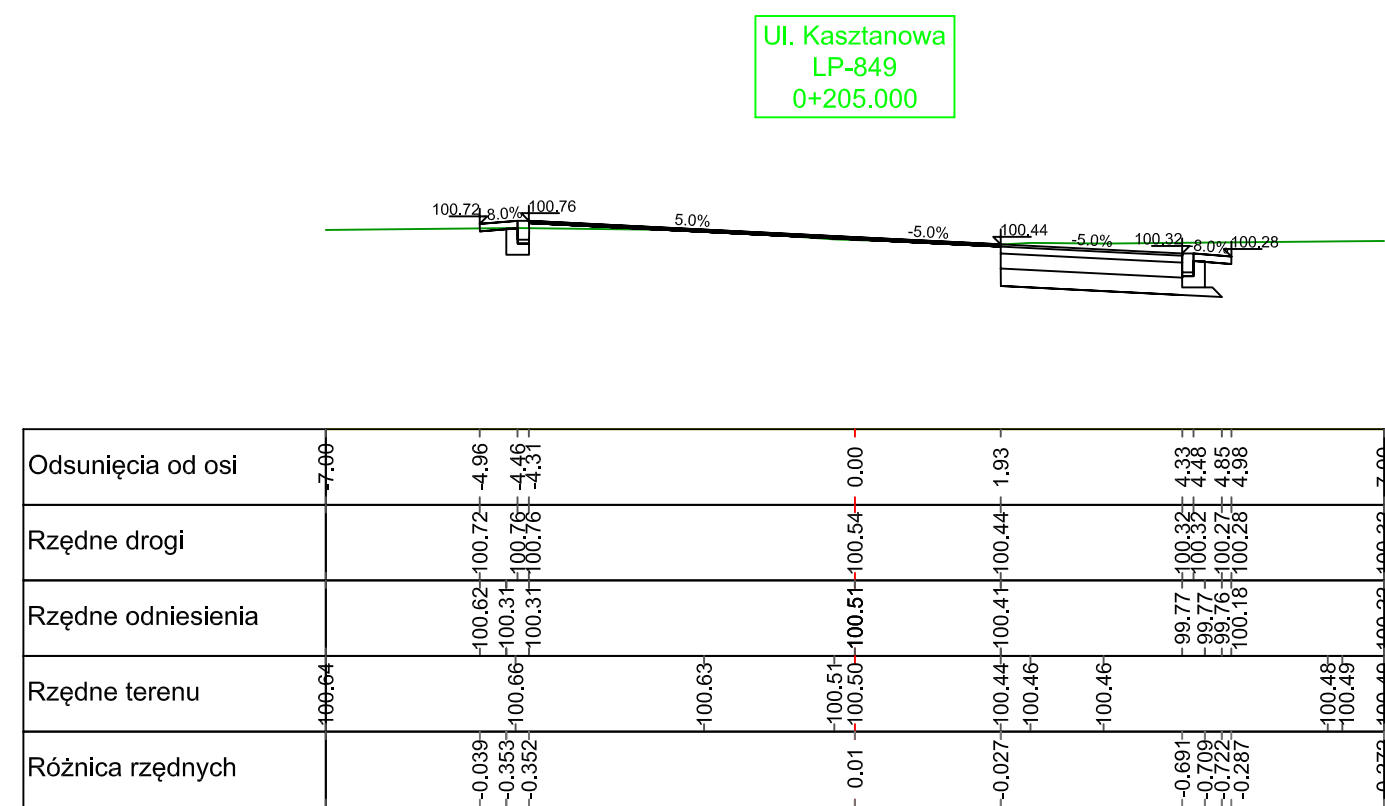 Ul. Kasztanowa
LP-849
0+205.000
100.72 8.0% 100.76 5.0% -5.0% 100.44 -5.0% 100.32 -8.0% 100.28
Odsunięcia od osi -7.00 -4.96 -4.46 -4.31 0.00 1.93 4.33 4.48 4.85 4.98 7.00
Rzędne drogi 100.72 100.76 100.76 100.54 100.44 100.32 100.32 100.27 100.28
Rzędne odniesienia 100.62 100.31 100.31 100.51 100.41 99.77 99.77 99.76 100.18
Rzędne terenu 100.64 100.66 100.63 100.51 100.50 100.44 100.46 100.46 100.48 100.49
Różnica rzędnych -0.039 -0.353 -0.352 0.01 -0.027 -0.691 -0.709 -0.722 -0.287